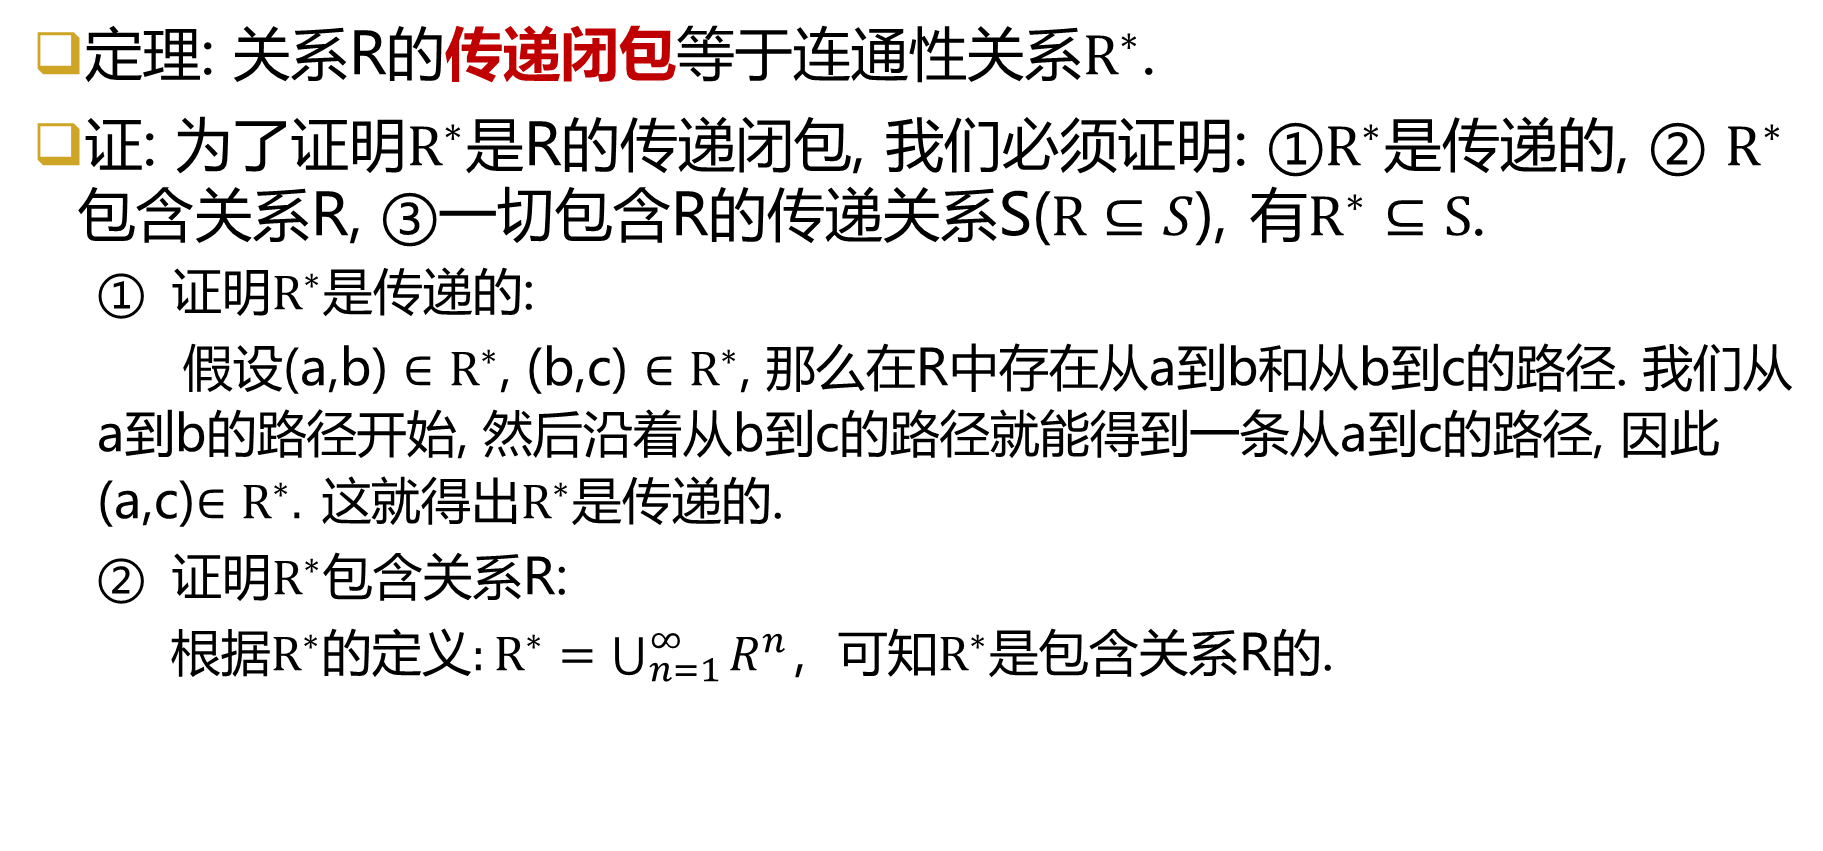 定理: 关系R的传递闭包等于连通性关系R*.
证: 为了证明R*是R的传递闭包, 我们必须证明: ①R*是传递的, ② R*
包含关系R, ③一切包含R的传递关系S(R ⊆ S), 有R* ⊆ S.
① 证明R*是传递的:
假设(a,b) ∈ R*, (b,c) ∈ R*, 那么在R中存在从a到b和从b到c的路径. 我们从
a到b的路径开始, 然后沿着从b到c的路径就能得到一条从a到c的路径, 因此
(a,c)∈ R*. 这就得出R*是传递的.
② 证明R*包含关系R:
根据R*的定义: R* = ⋃_{n=1}^{∞} R^n, 可知R*是包含关系R的.